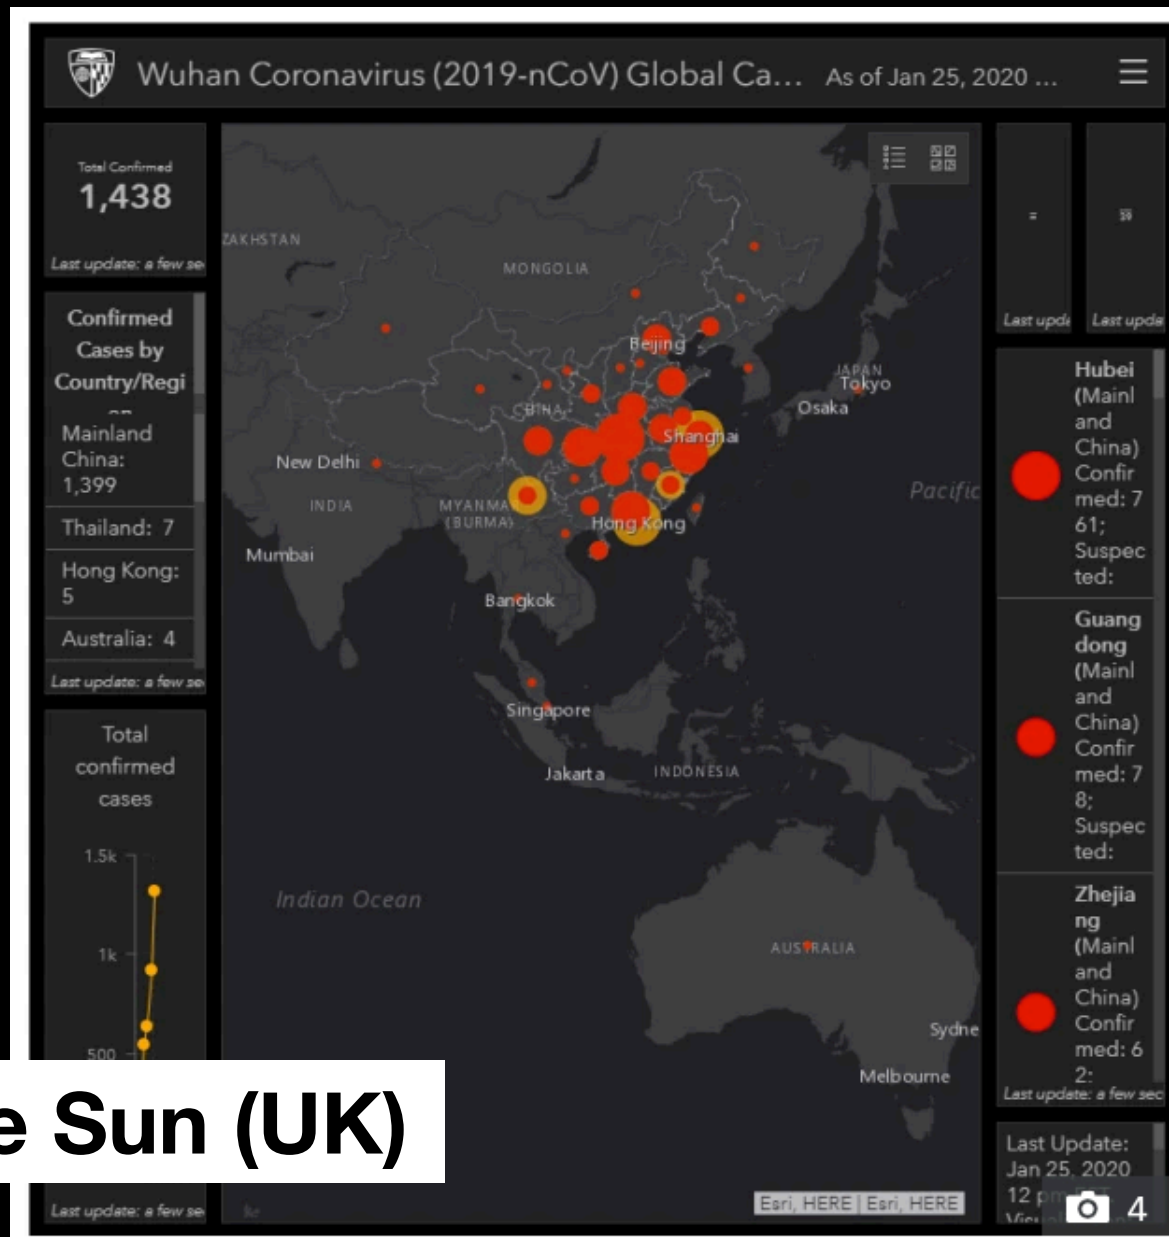 Wuhan Coronavirus (2019-nCoV) Global Ca... As of Jan 25, 2020 ...
Total Confirmed
1,438
Last update: a few se
Confirmed
Cases by
Country/Regi
Mainland
China:
1,399
Thailand: 7
Hong Kong:
5
Australia: 4
Last update: a few se
Total
confirmed
cases
1.5k
1k
500
Last update: a few se
ZAKHSTAN
MONGOLIA
Beijing
JAPAN
Tokyo
Osaka
CHINA
Shanghai
New Delhi
INDIA
MYANMA
(BURMA)
Hong Kong
Pacific
Mumbai
Bangkok
Singapore
Jakarta
INDONESIA
Indian Ocean
AUSTRALIA
Sydne
Melbourne
Esri, HERE | Esri, HERE
Last upda
Last upda
Hubei
(Mainl
and
China)
Confir
med: 7
61;
Suspec
ted:
Guang
dong
(Mainl
and
China)
Confir
med: 7
8;
Suspec
ted:
Zhejia
ng
(Mainl
and
China)
Confir
med: 6
2;
Last update: a few sec
Last Update:
Jan 25, 2020
12 pm
4
e Sun (UK)